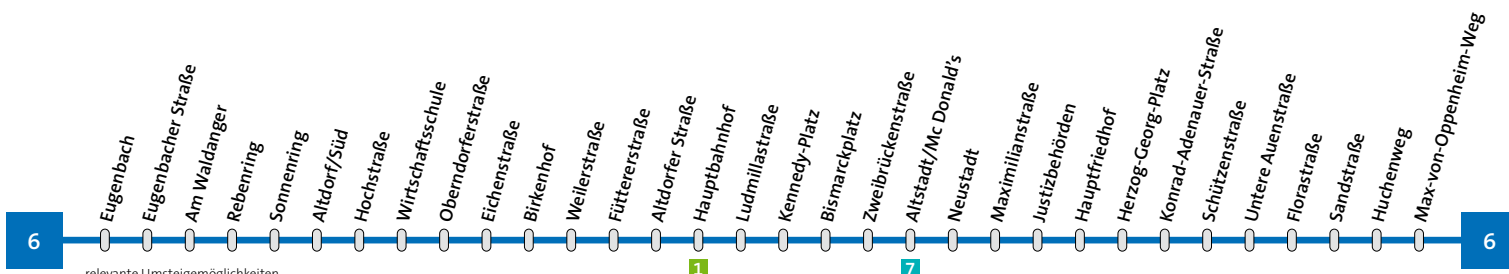 6
Eugenbach
Eugenbacher Straße
Am Waldanger
Rebenring
Sonnenring
Altdorf/Süd
Hochstraße
Wirtschaftsschule
Oberndorferstraße
Eichenstraße
Birkenhof
Weilerstraße
Füttererstraße
Altdorfer Straße
Hauptbahnhof
Ludmillastraße
Kennedy-Platz
Bismarckplatz
Zweibrückenstraße
Altstadt/Mc Donald's
Neustadt
Maximilianstraße
Justizbehörden
Hauptfriedhof
Herzog-Georg-Platz
Konrad-Adenauer-Straße
Schützenstraße
Untere Auenstraße
Florastraße
Sandstraße
Huchenweg
Max-von-Oppenheim-Weg
6
relevante Umsteigemöglichkeiten
1
7